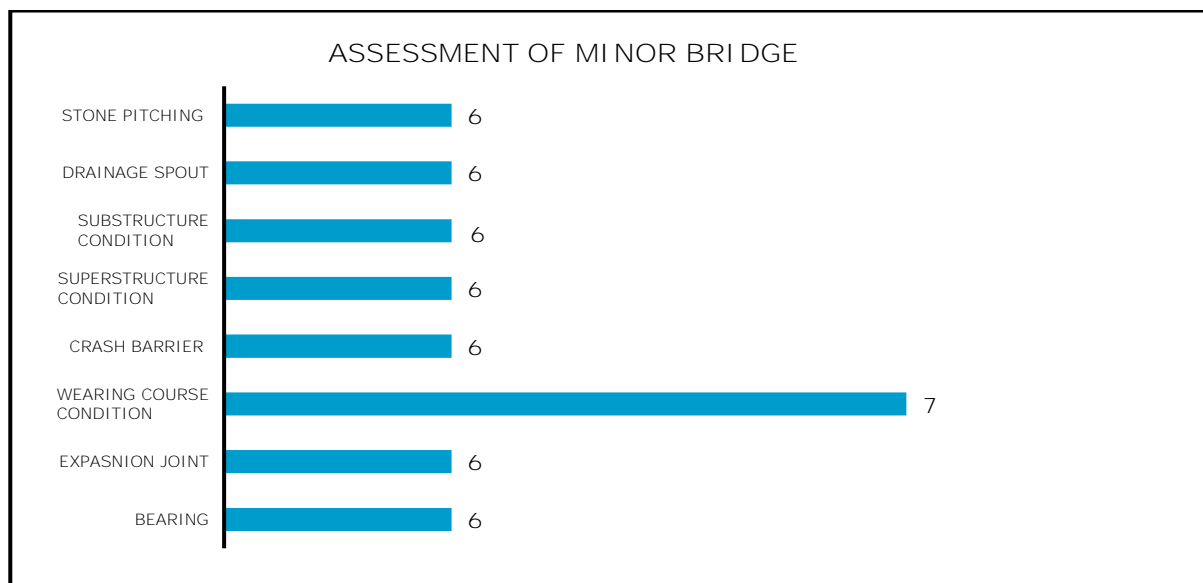 ASSESSMENT OF MINOR BRIDGE
STONE PITCHING
6
DRAINAGE SPOUT
6
SUBSTRUCTURE
CONDITION
6
SUPERSTRUCTURE
CONDITION
6
CRASH BARRIER
6
WEARING COURSE
CONDITION
7
EXPASNION JOINT
6
BEARING
6